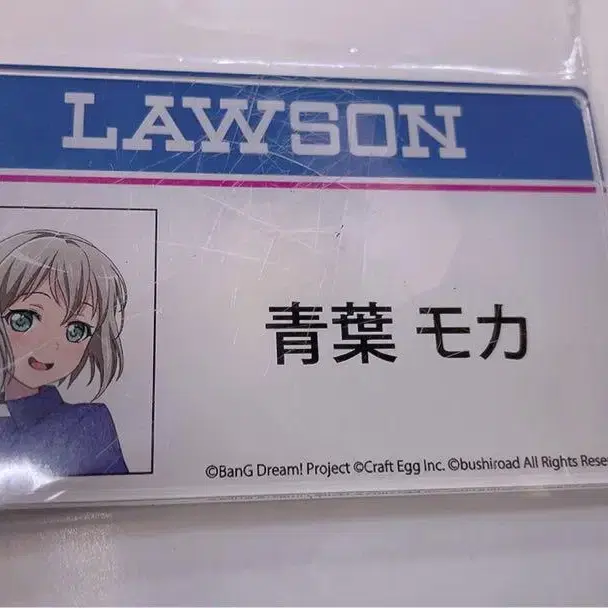 LAWSON
青葉 モカ
©BanG Dream! Project ©Craft Egg Inc. ©bushiroad All Rights